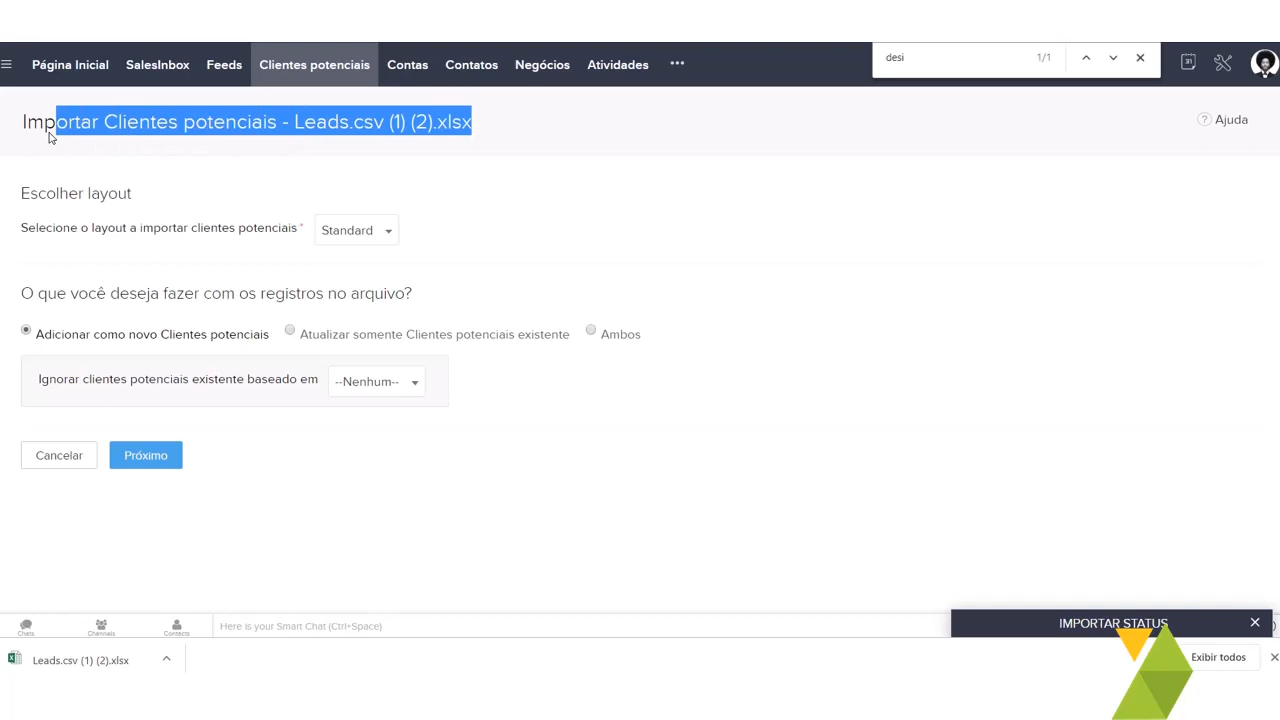 Página Inicial SalesInbox Feeds Clientes potenciais Contas Contatos Negócios Atividades ••• desi 1/1 31
Importar Clientes potenciais - Leads.csv (1) (2).xlsx ? Ajuda
Escolher layout
Selecione o layout a importar clientes potenciais* Standard
O que você deseja fazer com os registros no arquivo?
Adicionar como novo Clientes potenciais Atualizar somente Clientes potenciais existente Ambos
Ignorar clientes potenciais existente baseado em --Nenhum--
Cancelar Próximo
Chats Channels Contacts Here is your Smart Chat (Ctrl+Space) IMPORTAR STATUS
Leads.csv (1) (2).xlsx Exibir todos